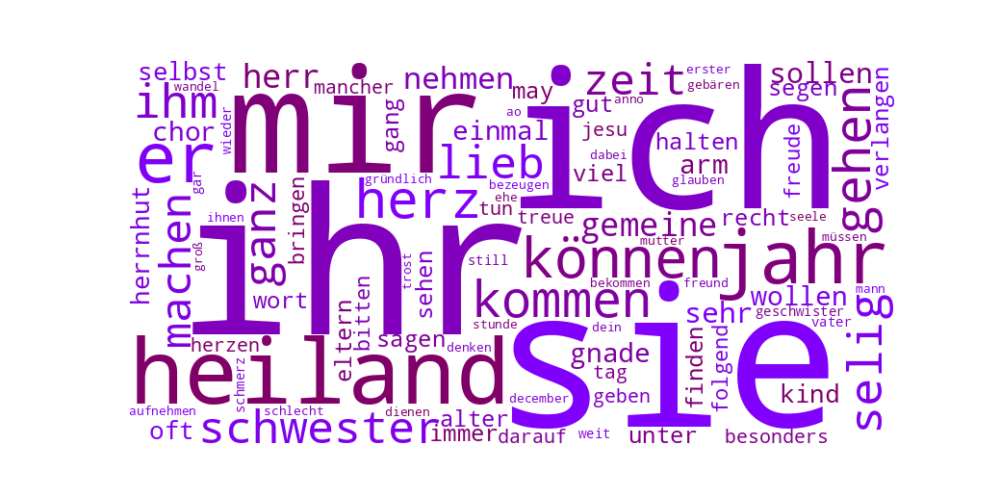 selbst
wandel
herr
mancher
nehmen
may
zeit
erster
gebären
sollen
segen
ihm
chor
wieder
mir
gang
ao
einmal
gut
anno
jesu
dabei
ich
halten
arm
freude
gehen
verlangen
er
gar
gründlich
lieb
bezeugen
viel
glauben
herrnhut
machen
groß
ihnen
ganz
bringen
herz
tun
ehe
treue
gemeine
mutter
recht
seele
müssen
ihr
wort
bitten
trost
sehen
still
können
jahr
kommen
bekommen
freund
wollen
mann
eltern
sagen
stunde
sie
dein
sehr
geschwister
vater
selig
herzen
heiland
denken
gnade
tag
finden
folgend
kind
schmerz
december
geben
aufnehmen
schlecht
dienen
alter
oft
schwester
immer
darauf
weit
unter
besonders